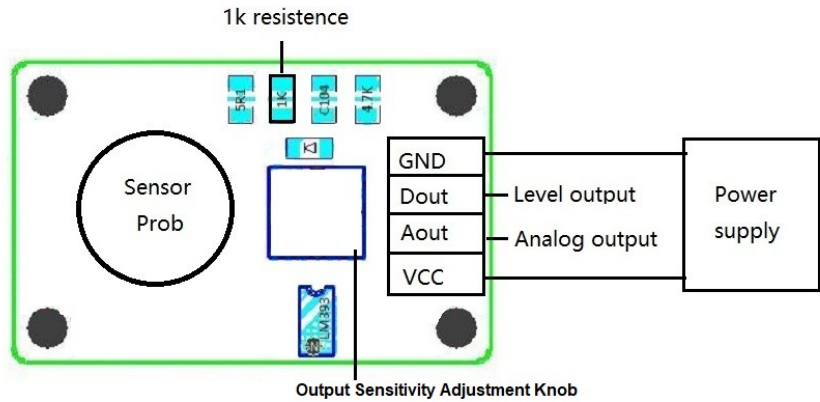 1k resistence
5R1
1K
C104
4.7K
Sensor
Prob
GND
Dout
Aout
VCC
Level output
Analog output
Power
supply
LM393
Output Sensitivity Adjustment Knob